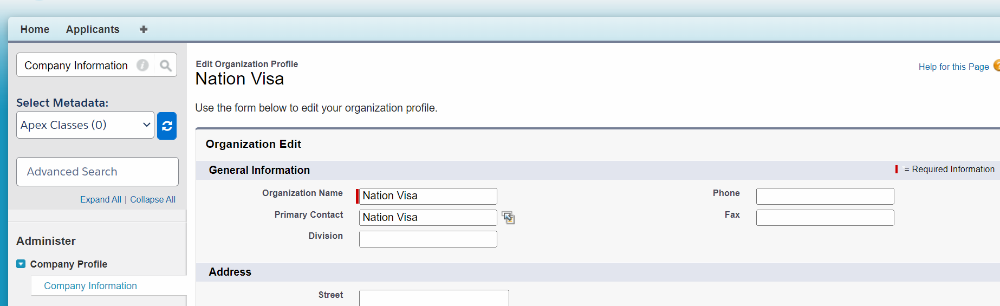 Home Applicants
Company Information
Select Metadata:
Apex Classes (0)
Advanced Search
Expand All | Collapse All
Administer
Company Profile
Company Information
Edit Organization Profile
Nation Visa
Help for this Page
Use the form below to edit your organization profile.
Organization Edit
General Information
= Required Information
Organization Name Nation Visa
Phone
Primary Contact Nation Visa
Fax
Division
Address
Street